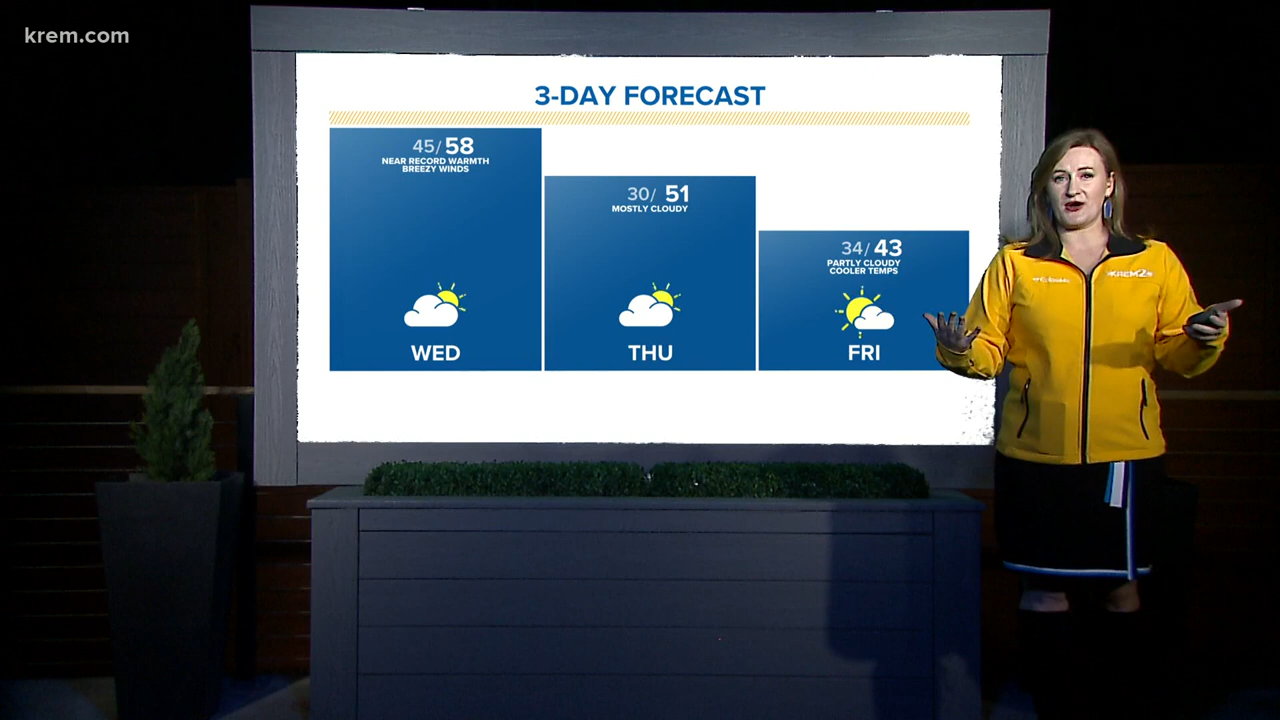 krem.com
3-DAY FORECAST
45/ 58
NEAR RECORD WARMTH
BREEZY WINDS
WED
30/ 51
MOSTLY CLOUDY
THU
34/ 43
PARTLY CLOUDY
COOLER TEMPS
FRI
KREM2